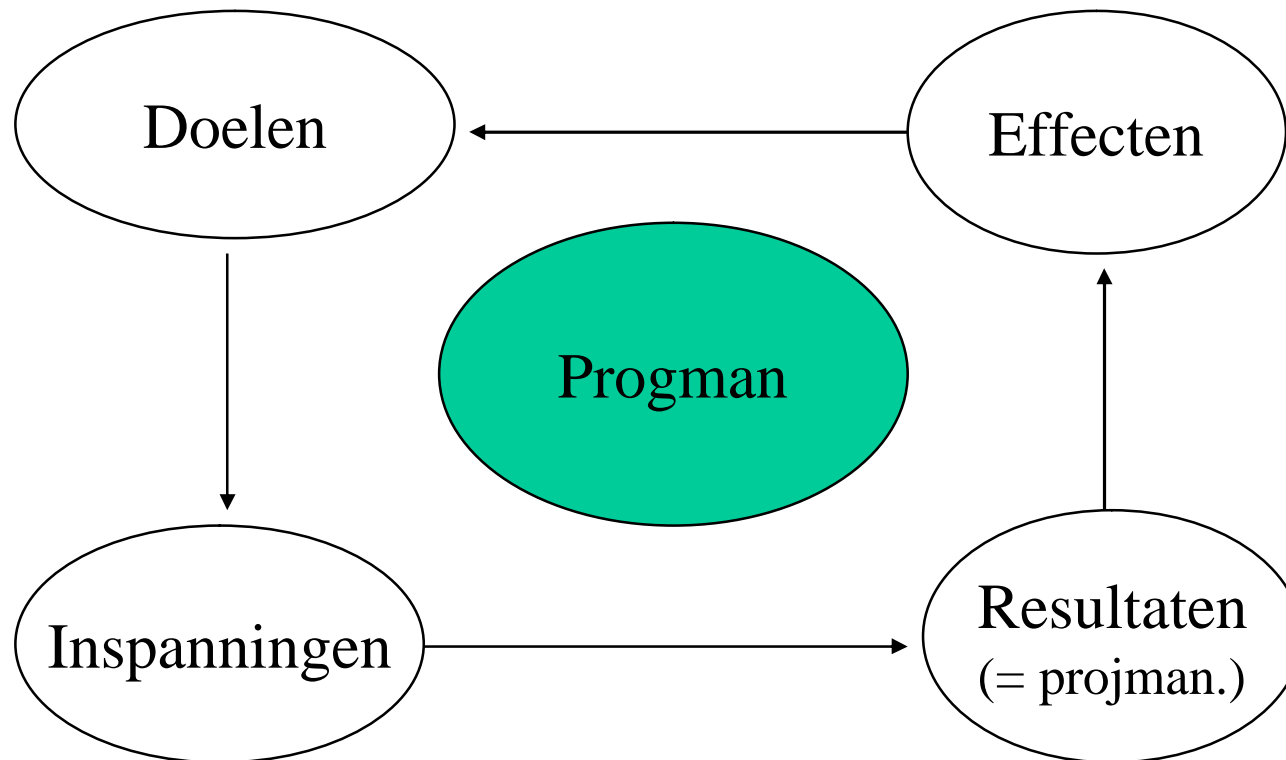 Doelen
Effecten
Progman
Inspanningen
Resultaten
(= projman.)